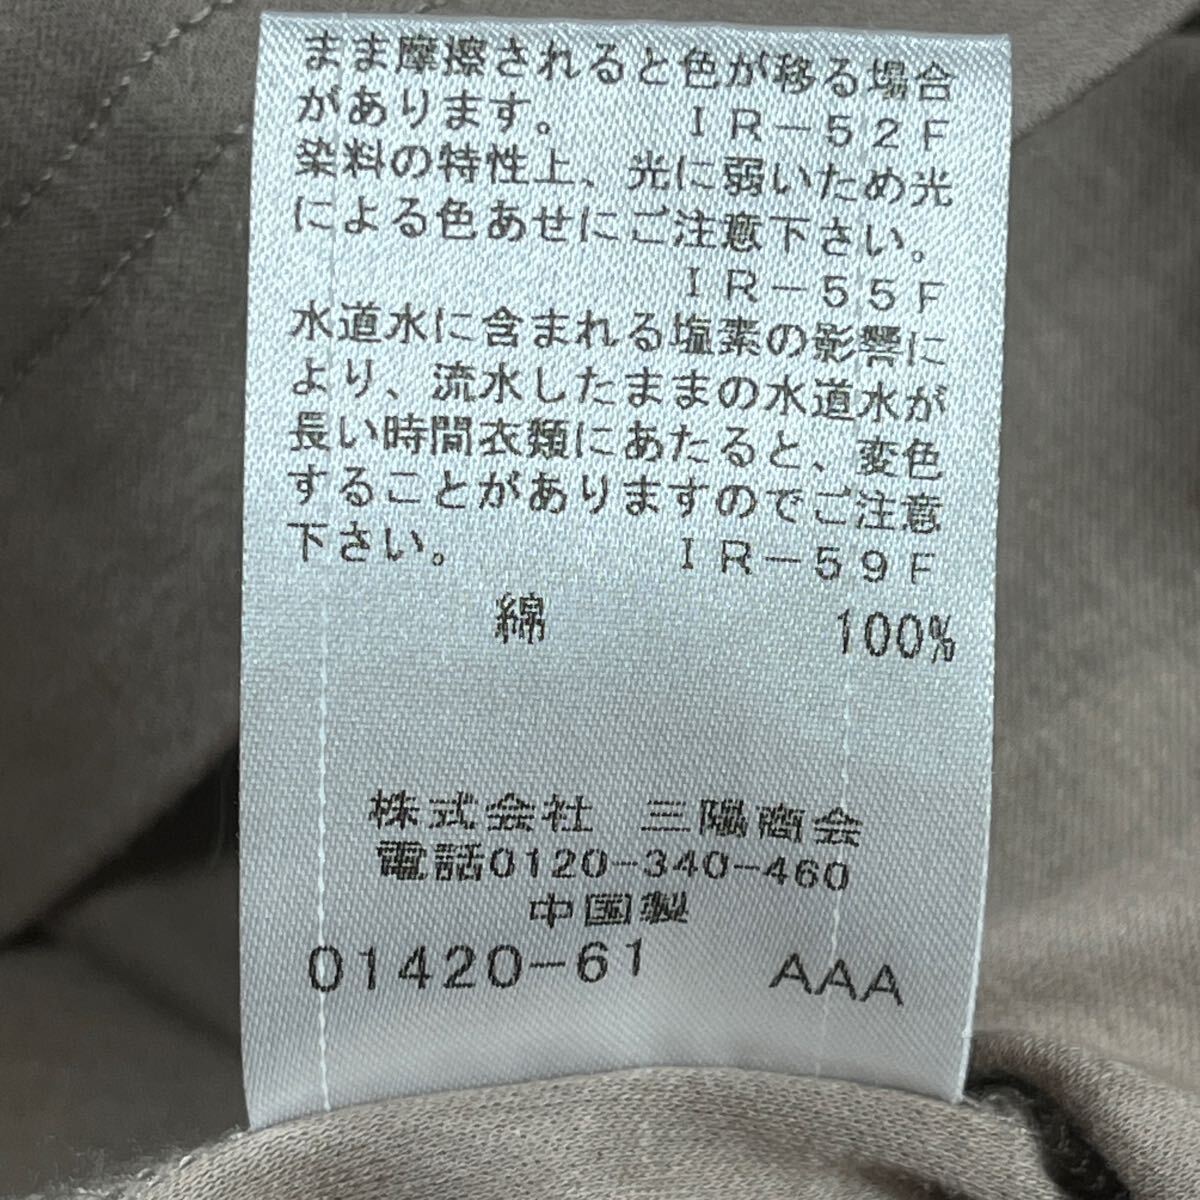 まま摩擦されると色が移る場合
があります。 IR-52F
染料の特性上、光に弱いため光
による色あせにご注意下さい。
IR-55F
水道水に含まれる塩素の影響に
より、流水したままの水道水が
長い時間衣類にあたると、変色
することがありますのでご注意
下さい。 IR-59F
綿 100%
株式会社 三陽商会
電話0120-340-460
中国製
01420-61 AAA